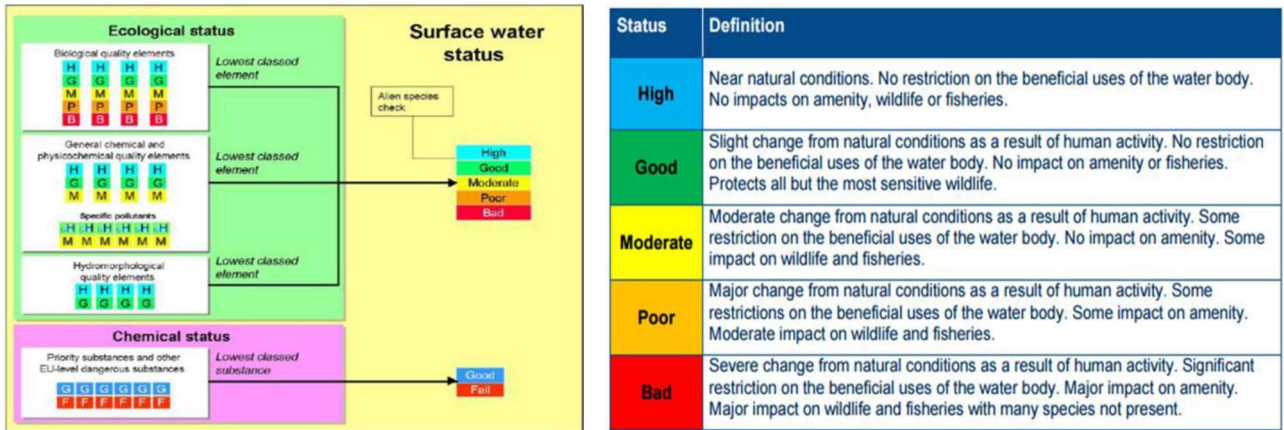 Ecological status
Biological quality elements
H H H H
G G G G
M M M M
P P P P
B B B B
Lowest classed
element
General chemical and
physicochemical quality elements
H H H H
G G G G
M M M M
Lowest classed
element
Specific pollutants
M M M M M M
Hydromorphological
quality elements
H H H H
G G G G
Lowest classed
element
Chemical status
Priority substances and other
EU-level dangerous substances
G G G G G G
F F F F F F
Lowest classed
substance
Surface water
status
Alien species
check
High
Good
Moderate
Poor
Bad
Good
Fail
Status Definition
High
Near natural conditions. No restriction on the beneficial uses of the water body.
No impacts on amenity, wildlife or fisheries.
Good
Slight change from natural conditions as a result of human activity. No restriction
on the beneficial uses of the water body. No impact on amenity or fisheries.
Protects all but the most sensitive wildlife.
Moderate
Moderate change from natural conditions as a result of human activity. Some
restriction on the beneficial uses of the water body. No impact on amenity. Some
impact on wildlife and fisheries.
Poor
Major change from natural conditions as a result of human activity. Some
restrictions on the beneficial uses of the water body. Some impact on amenity.
Moderate impact on wildlife and fisheries.
Bad
Severe change from natural conditions as a result of human activity. Significant
restriction on the beneficial uses of the water body. Major impact on amenity.
Major impact on wildlife and fisheries with many species not present.